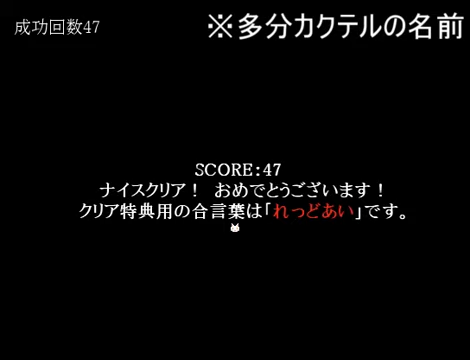 成功回数47
※多分カクテルの名前
SCORE:47
ナイスクリア！ おめでとうございます！
クリア特典用の合言葉は「れっどあい」です。